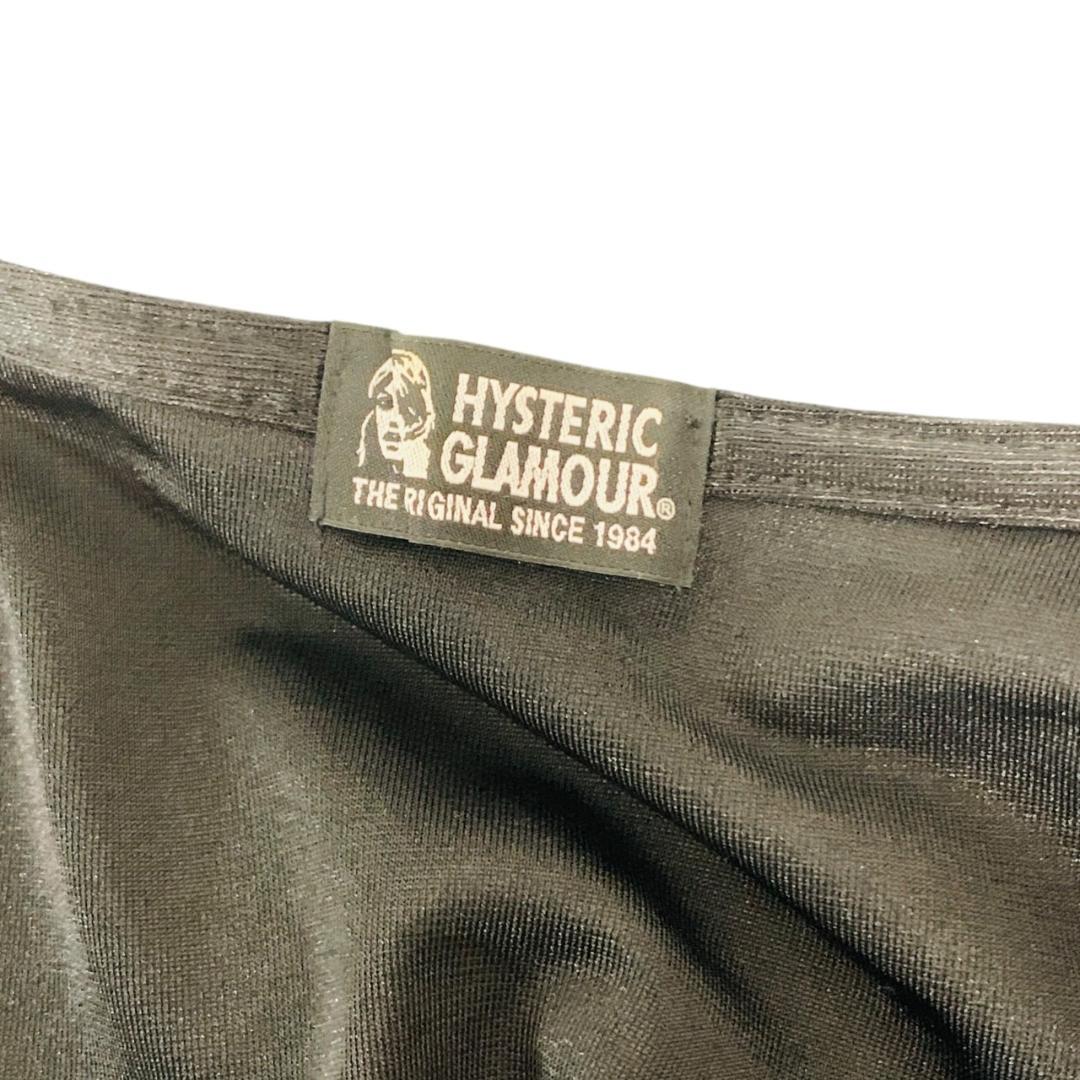 HYSTERIC
GLAMOUR®
THE RIGINAL SINCE 1984